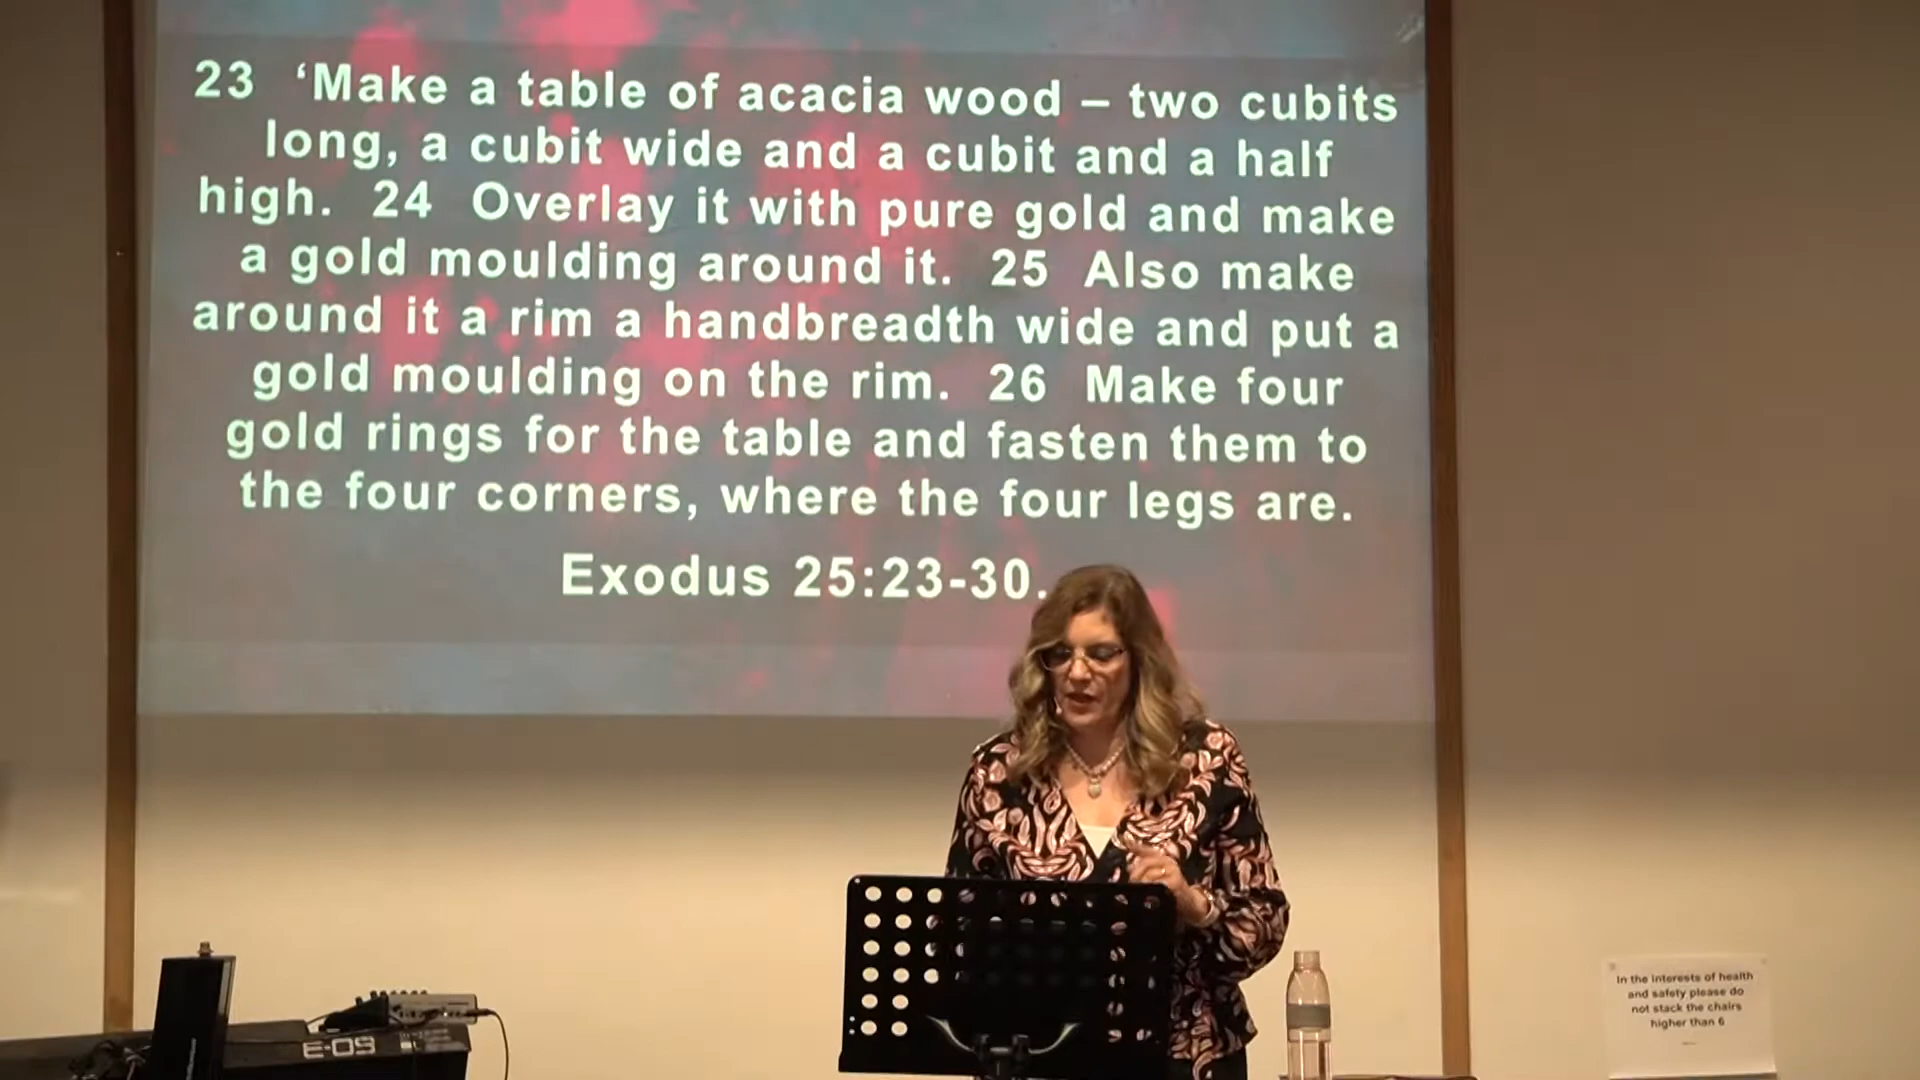 23 ‘Make a table of acacia wood – two cubits
long, a cubit wide and a cubit and a half
high. 24 Overlay it with pure gold and make
a gold moulding around it. 25 Also make
around it a rim a handbreadth wide and put a
gold moulding on the rim. 26 Make four
gold rings for the table and fasten them to
the four corners, where the four legs are.
Exodus 25:23-30.
E-09
In the interests of health
and safety please do
not stack the chairs
higher than 6